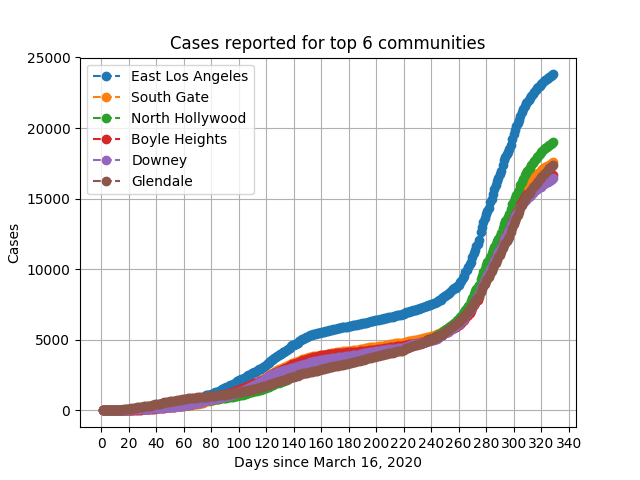 Cases reported for top 6 communities
25000
20000
15000
10000
5000
0
Cases
East Los Angeles
South Gate
North Hollywood
Boyle Heights
Downey
Glendale
0 20 40 60 80 100 120 140 160 180 200 220 240 260 280 300 320 340
Days since March 16, 2020